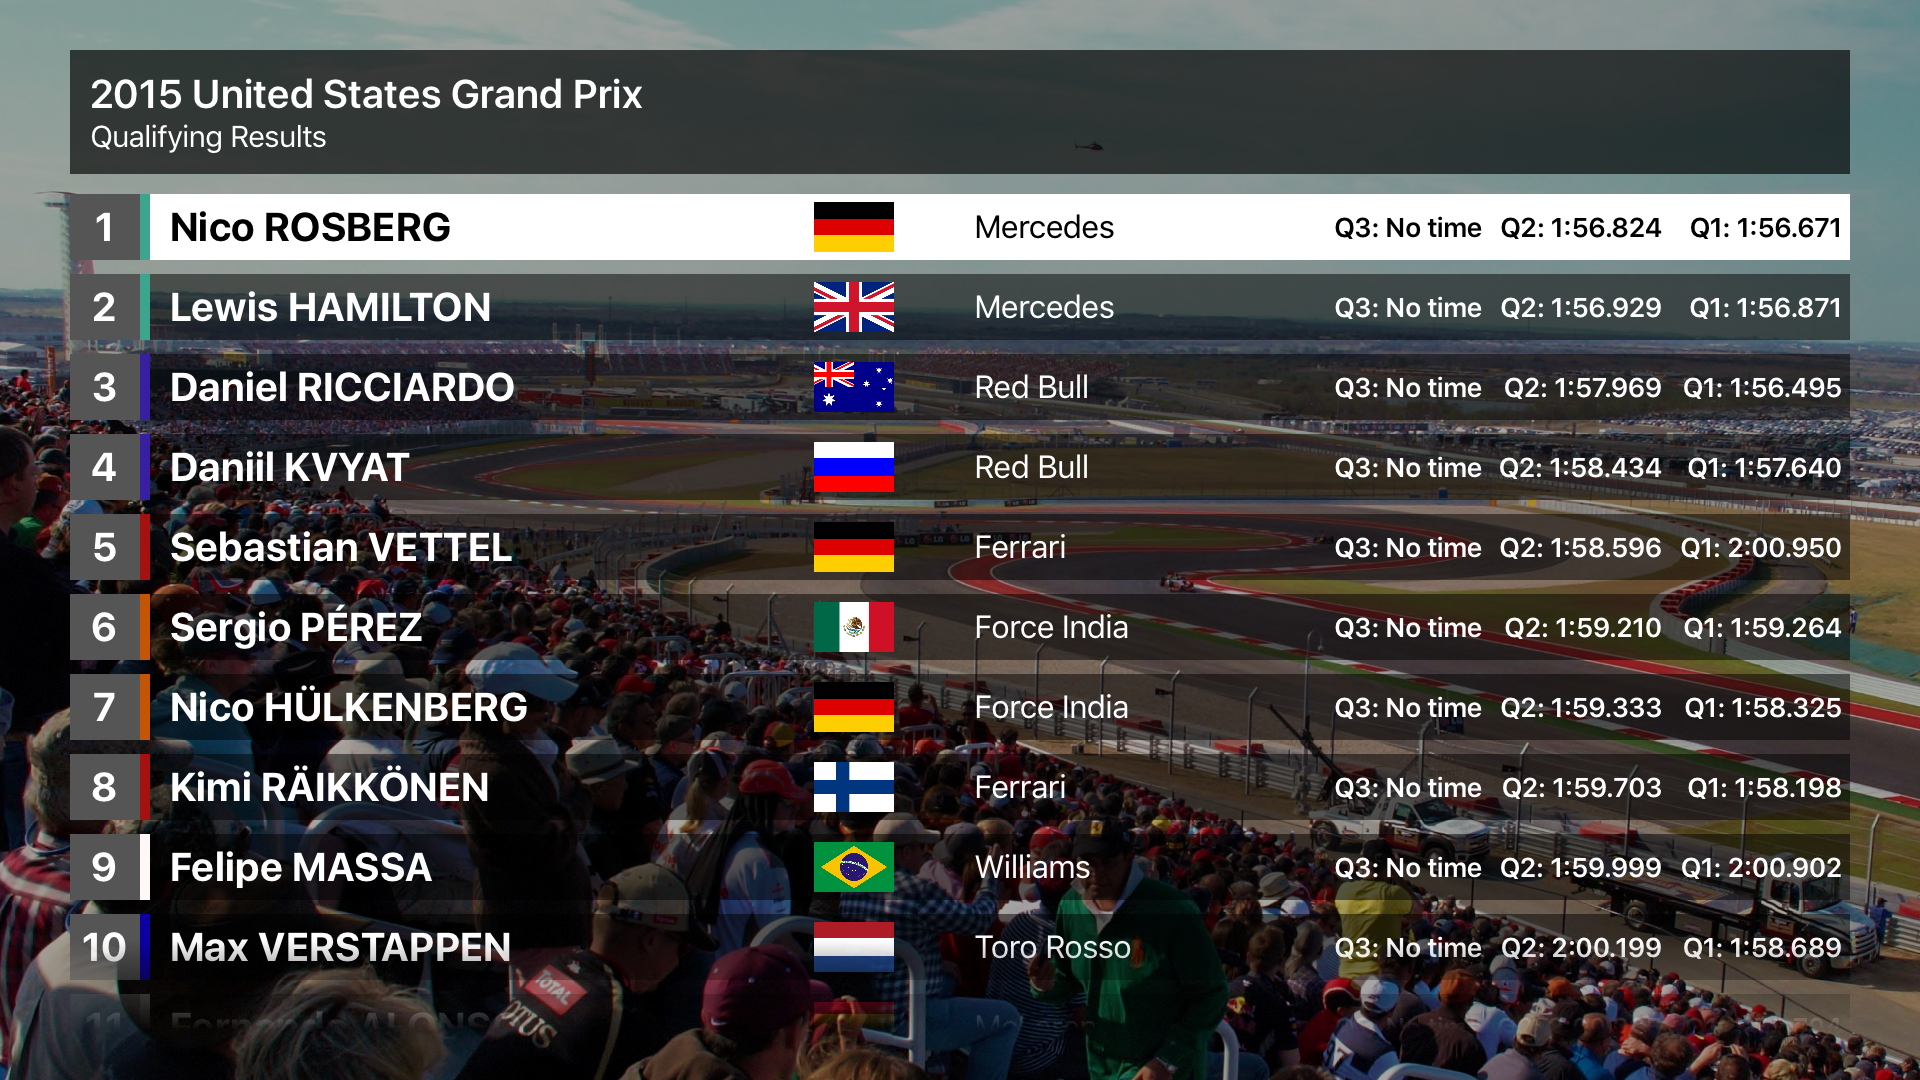 2015 United States Grand Prix
Qualifying Results
1 Nico ROSBERG Mercedes Q3: No time Q2: 1:56.824 Q1: 1:56.671
2 Lewis HAMILTON Mercedes Q3: No time Q2: 1:56.929 Q1: 1:56.871
3 Daniel RICCIARDO Red Bull Q3: No time Q2: 1:57.969 Q1: 1:56.495
4 Daniil KVYAT Red Bull Q3: No time Q2: 1:58.434 Q1: 1:57.640
5 Sebastian VETTEL Ferrari Q3: No time Q2: 1:58.596 Q1: 2:00.950
6 Sergio PÉREZ Force India Q3: No time Q2: 1:59.210 Q1: 1:59.264
7 Nico HÜLKENBERG Force India Q3: No time Q2: 1:59.333 Q1: 1:58.325
8 Kimi RÄIKKÖNEN Ferrari Q3: No time Q2: 1:59.703 Q1: 1:58.198
9 Felipe MASSA Williams Q3: No time Q2: 1:59.999 Q1: 2:00.902
10 Max VERSTAPPEN Toro Rosso Q3: No time Q2: 2:00.199 Q1: 1:58.689
TOTAL
11 Fernando ALONSO McLaren